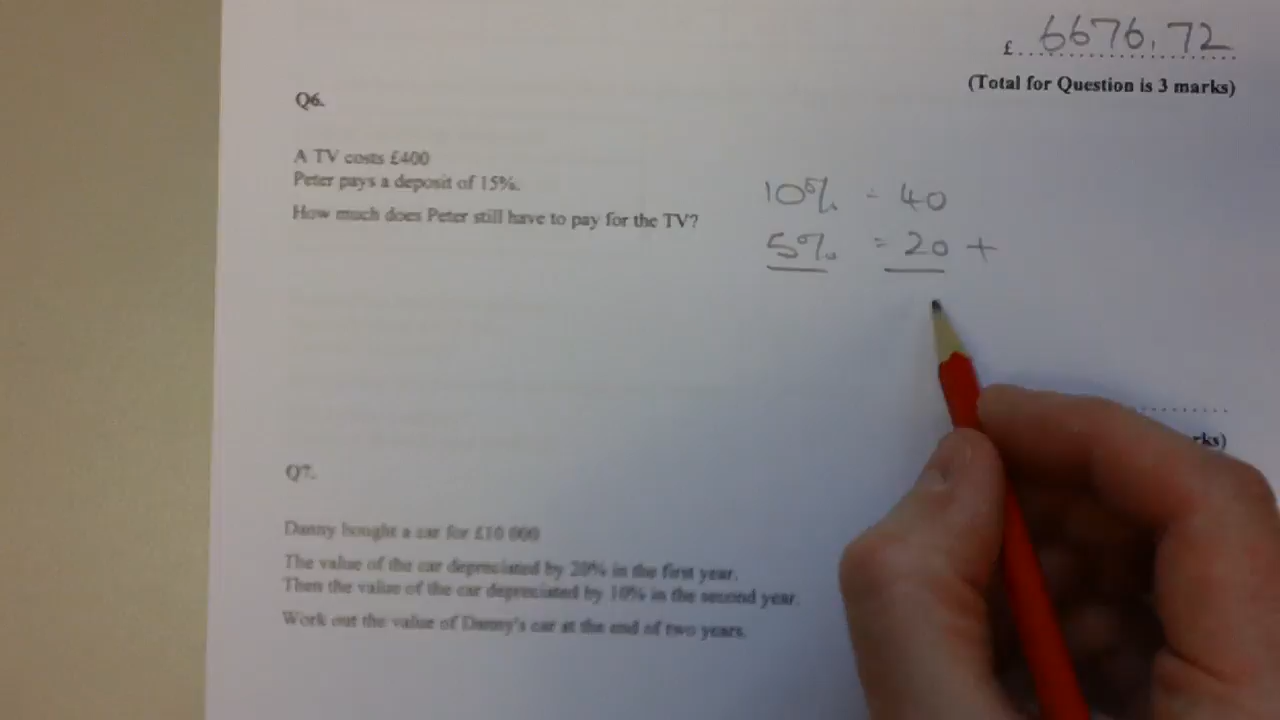 £ 6676.72
(Total for Question is 3 marks)
Q6.
A TV costs £400
Peter pays a deposit of 15%.
How much does Peter still have to pay for the TV?
10% = 40
5% = 20 +
rks)
Q7.
Danny bought a car for £10 000
The value of the car depreciated by 20% in the first year.
Then the value of the car depreciated by 10% in the second year.
Work out the value of Danny's car at the end of two years.